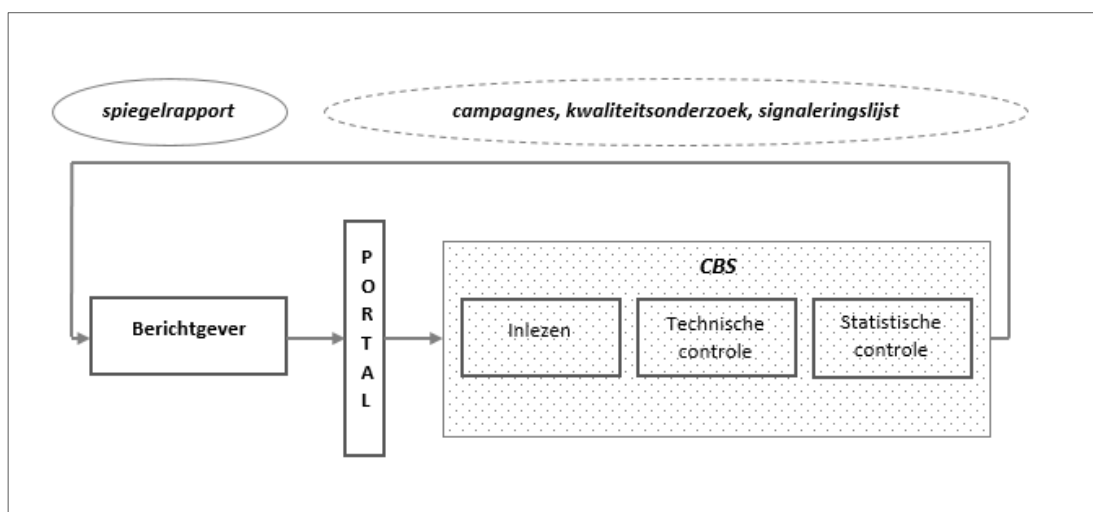 spiegelrapport
campagnes, kwaliteitsonderzoek, signaleringslijst
Berichtgever
P
O
R
T
A
L
CBS
Inlezen
Technische
controle
Statistische
controle